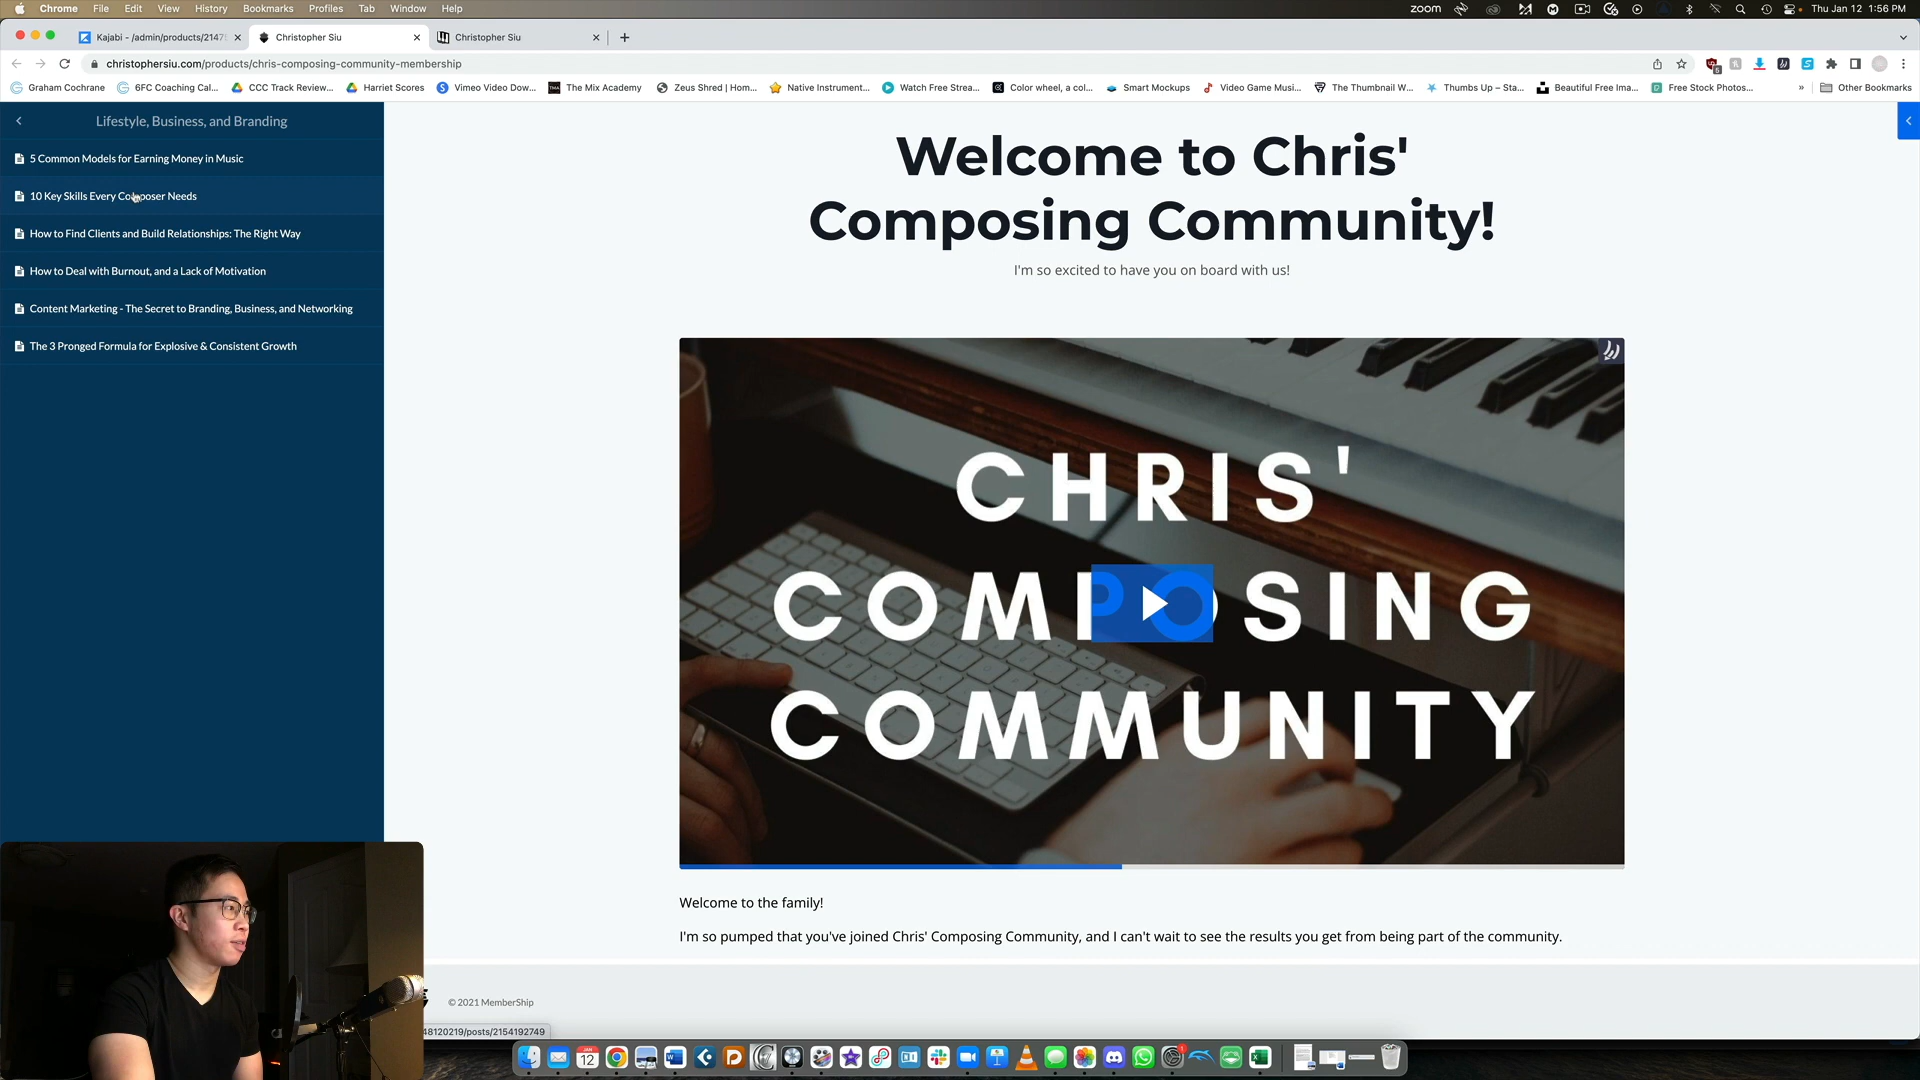 Chrome File Edit View History Bookmarks Profiles Tab Window Help
zoom
Thu Jan 12 1:56 PM
Kajabi - /admin/products/2147
Christopher Siu
Christopher Siu
christophersiu.com/products/chris-composing-community-membership
Graham Cochrane
6FC Coaching Cal...
CCC Track Review...
Harriet Scores
Vimeo Video Dow...
The Mix Academy
Zeus Shred | Hom...
Native Instrument...
Watch Free Strea...
Color wheel, a col...
Smart Mockups
Video Game Musi...
The Thumbnail W...
Thumbs Up – Sta...
Beautiful Free Ima...
Free Stock Photos...
»
Other Bookmarks
Lifestyle, Business, and Branding
5 Common Models for Earning Money in Music
10 Key Skills Every Composer Needs
How to Find Clients and Build Relationships: The Right Way
How to Deal with Burnout, and a Lack of Motivation
Content Marketing - The Secret to Branding, Business, and Networking
The 3 Pronged Formula for Explosive & Consistent Growth
Welcome to Chris'
Composing Community!
I'm so excited to have you on board with us!
CHRIS'
COMPOSING
COMMUNITY
Welcome to the family!
I'm so pumped that you've joined Chris' Composing Community, and I can't wait to see the results you get from being part of the community.
© 2021 MemberShip
48120219/posts/2154192749
JAN
12